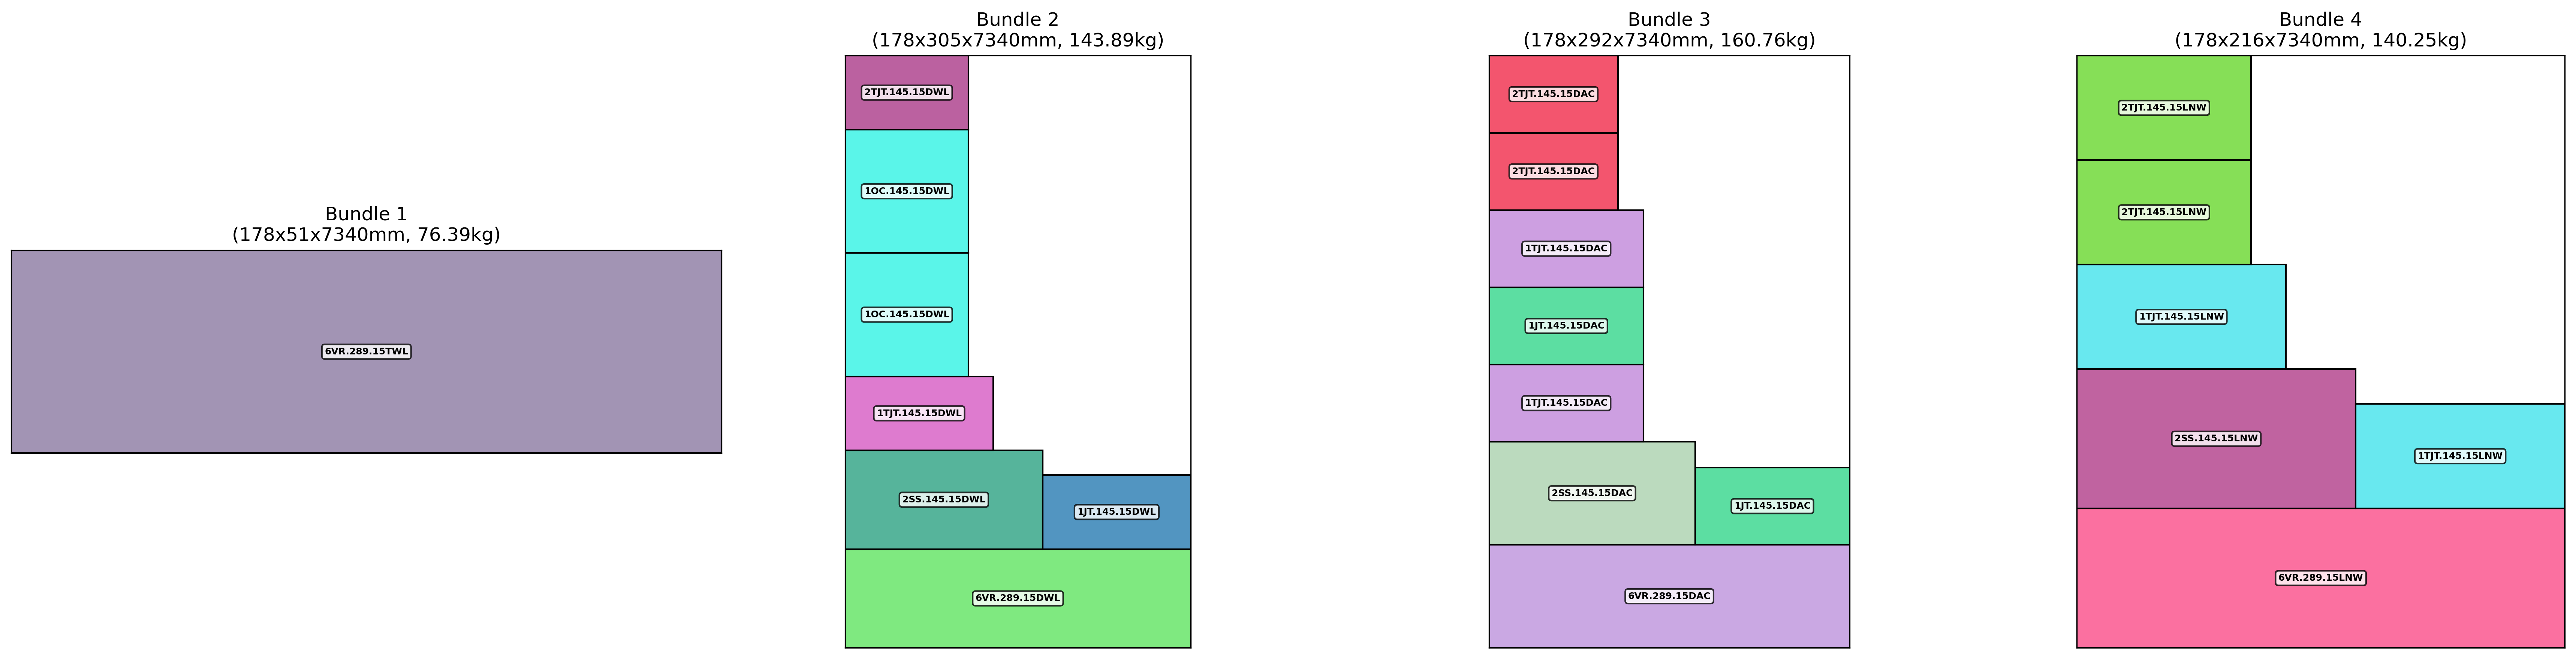 Bundle 1
(178x51x7340mm, 76.39kg)
6VR.289.15TWL
Bundle 2
(178x305x7340mm, 143.89kg)
2TJT.145.15DWL
1OC.145.15DWL
1OC.145.15DWL
1TJT.145.15DWL
2SS.145.15DWL
1JT.145.15DWL
6VR.289.15DWL
Bundle 3
(178x292x7340mm, 160.76kg)
2TJT.145.15DAC
2TJT.145.15DAC
1TJT.145.15DAC
1JT.145.15DAC
1TJT.145.15DAC
2SS.145.15DAC
1JT.145.15DAC
6VR.289.15DAC
Bundle 4
(178x216x7340mm, 140.25kg)
2TJT.145.15LNW
2TJT.145.15LNW
1TJT.145.15LNW
2SS.145.15LNW
1TJT.145.15LNW
6VR.289.15LNW